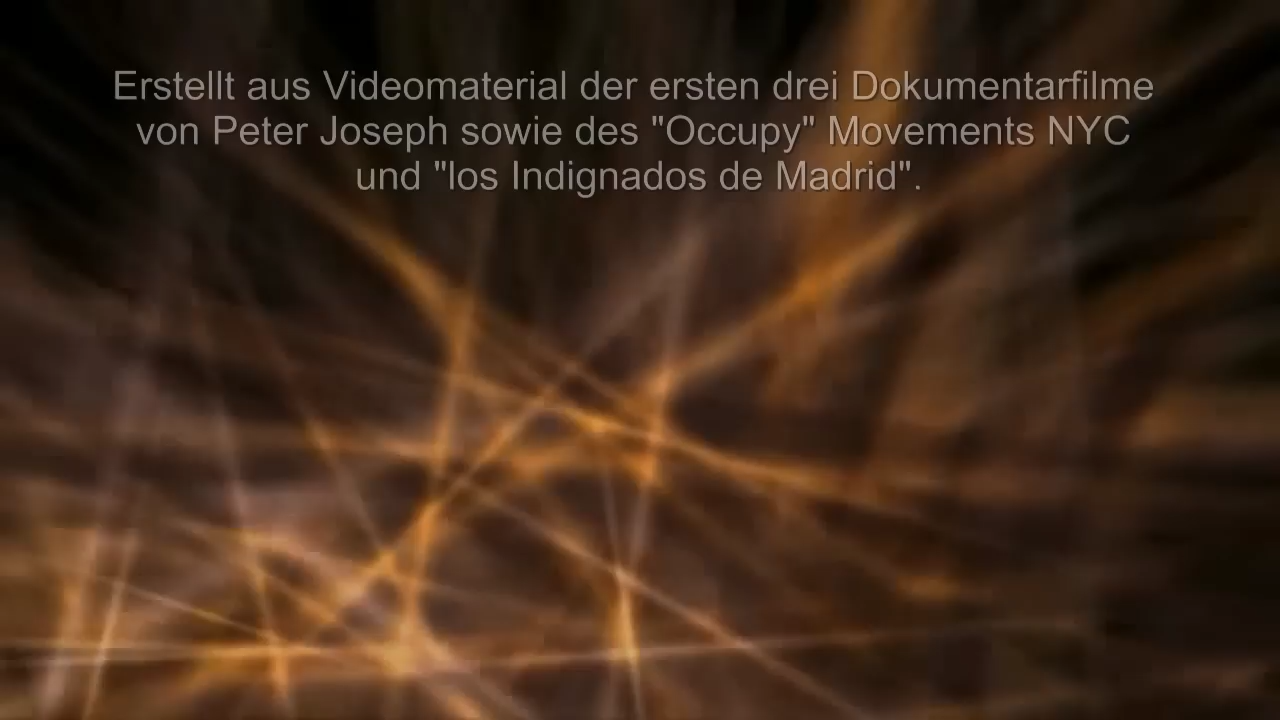 Erstellt aus Videomaterial der ersten drei Dokumentarfilme
von Peter Joseph sowie des "Occupy" Movements NYC
und "los Indignados de Madrid".